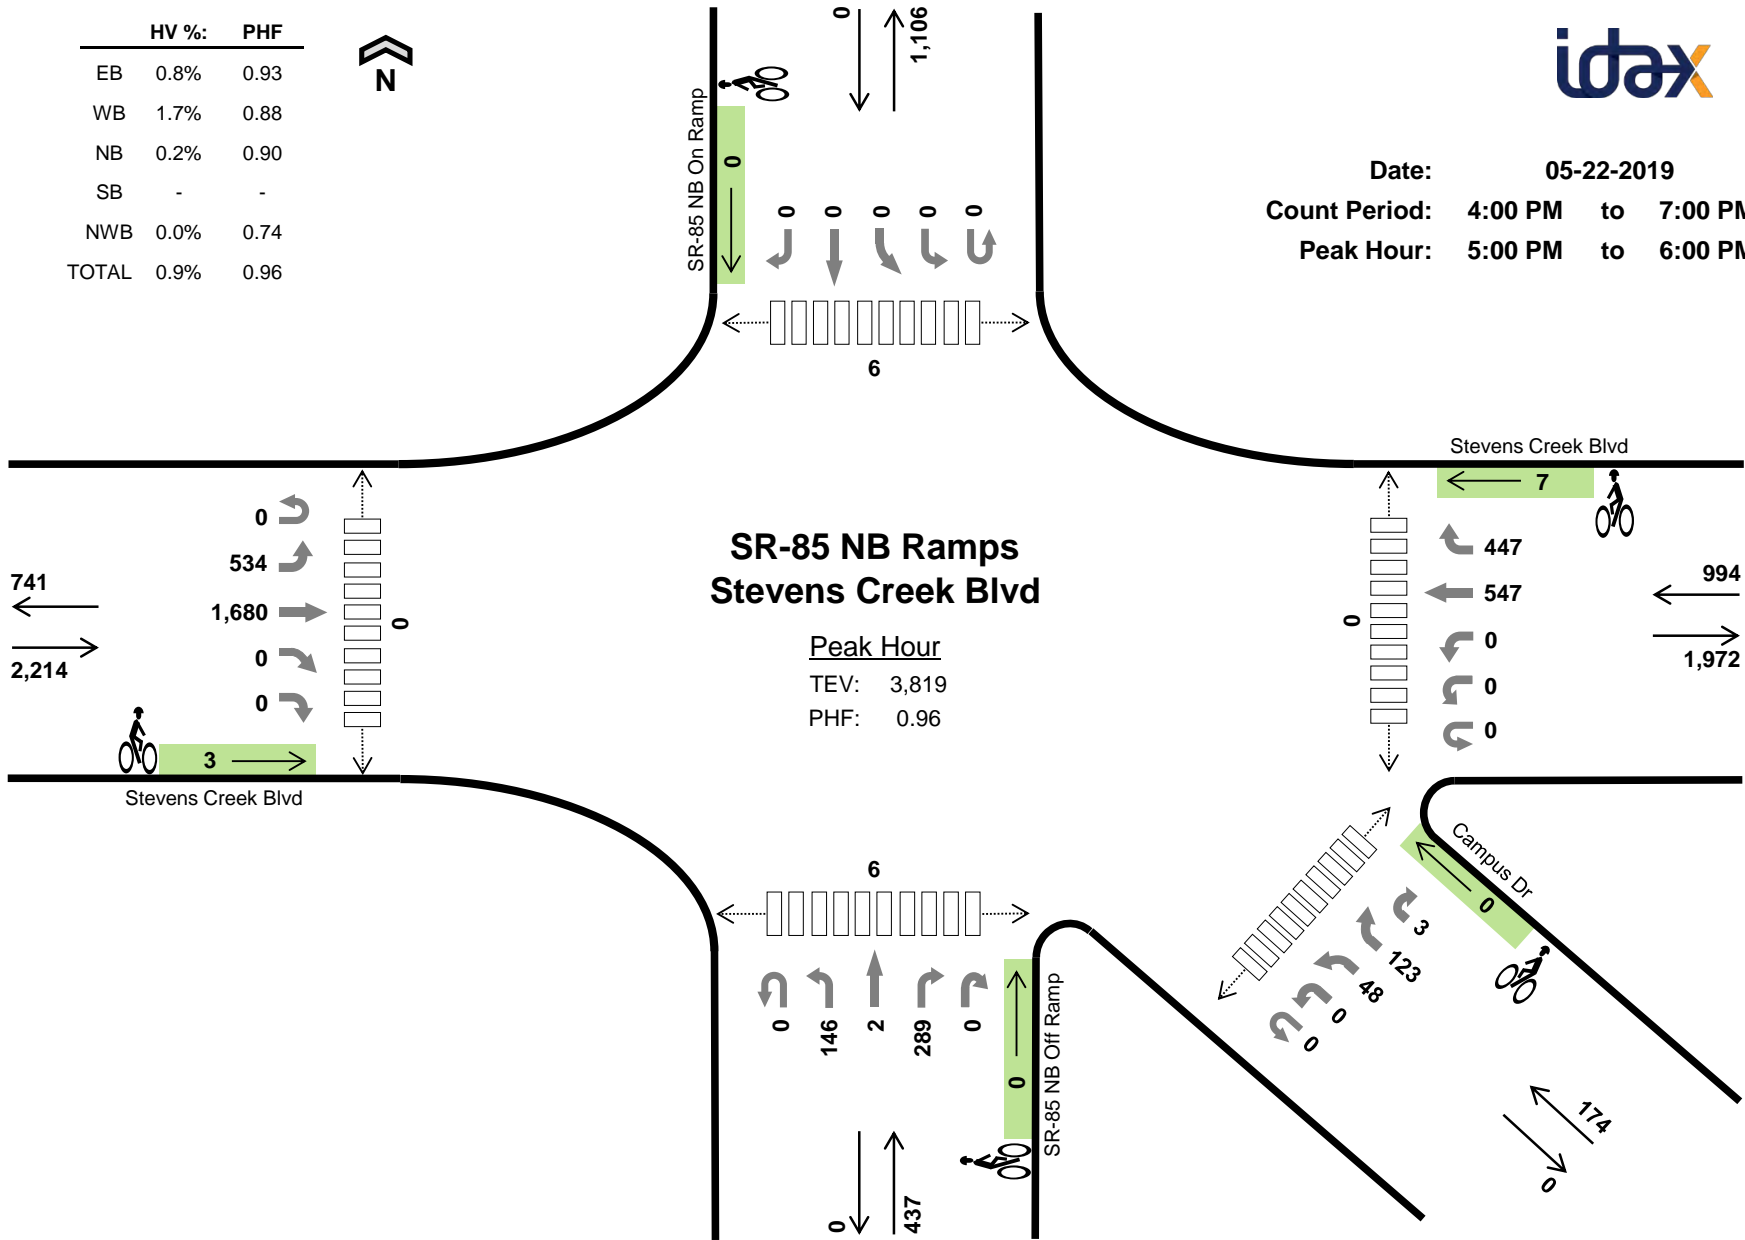 HV %: PHF
EB 0.8% 0.93
WB 1.7% 0.88
NB 0.2% 0.90
SB - -
NWB 0.0% 0.74
TOTAL 0.9% 0.96
N
idax
Date: 05-22-2019
Count Period: 4:00 PM to 7:00 PM
Peak Hour: 5:00 PM to 6:00 PM
0
1,106
SR-85 NB On Ramp
0
0 0 0 0 0
6
Stevens Creek Blvd
7
447
547
0
0
0
0
994
1,972
0
534
1,680
0
0
0
741
2,214
3
Stevens Creek Blvd
SR-85 NB Ramps
Stevens Creek Blvd
Peak Hour
TEV: 3,819
PHF: 0.96
6
0 146 2 289 0
0
SR-85 NB Off Ramp
0
437
Campus Dr
0
3
123
48
0
0
174
0